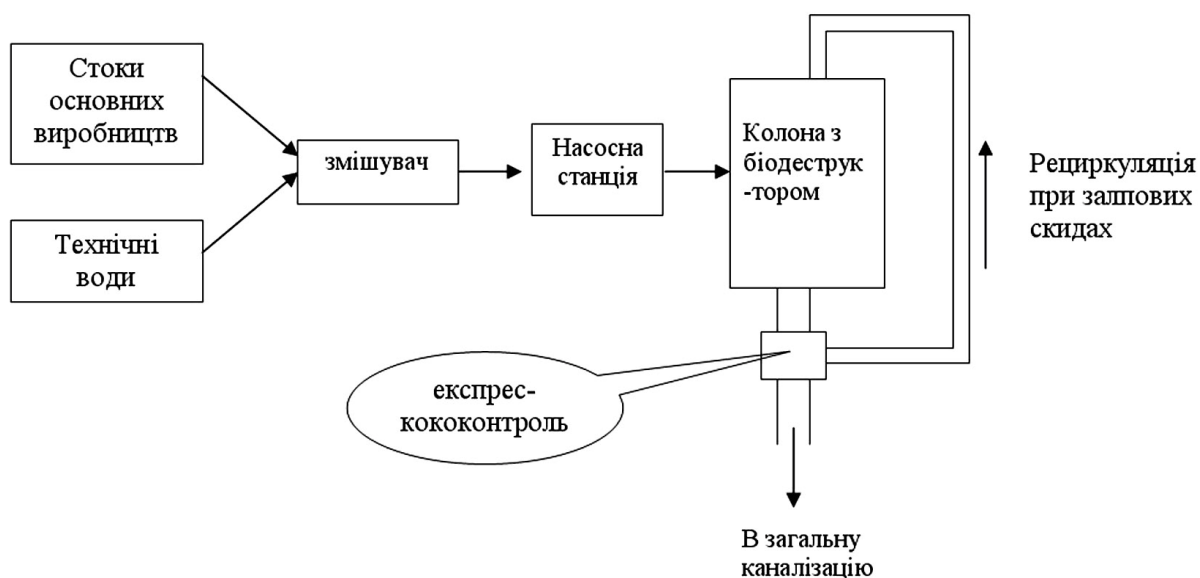 Стоки
основних
виробництв
Технічні
води
змішувач
Насосна
станція
Колона з
біодеструк
-тором
Рециркуляція
при залпових
скидах
експрес-
кококонтроль
В загальну
каналізацію